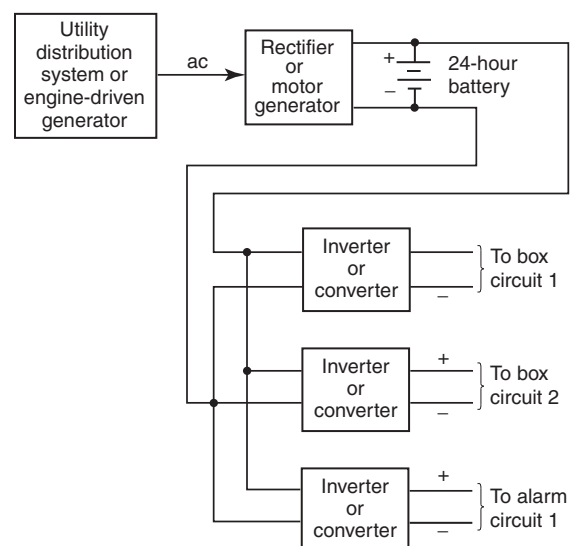 Utility
distribution
system or
engine-driven
generator
ac
Rectifier
or
motor
generator
+
–
24-hour
battery
Inverter
or
converter
–
To box
circuit 1
Inverter
or
converter
+
–
To box
circuit 2
Inverter
or
converter
+
–
To alarm
circuit 1